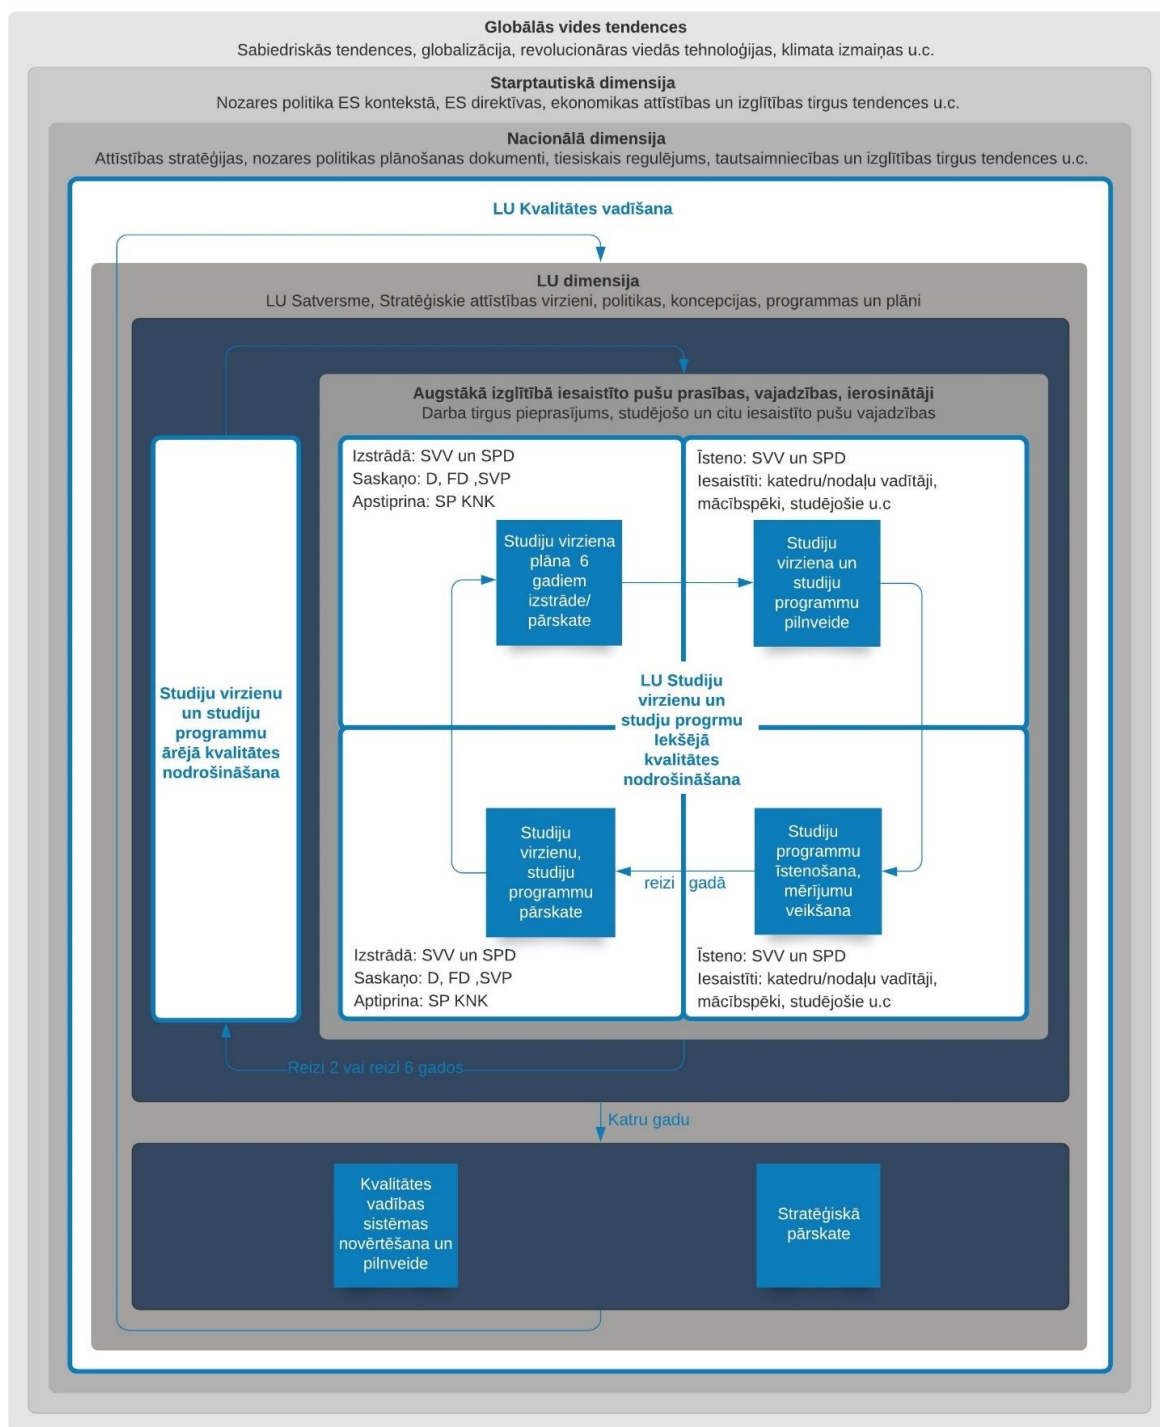 Globālās vides tendences
Sabiedriskās tendences, globalizācija, revolucionāras viedās tehnoloģijas, klimata izmaiņas u.c.
Starptautiskā dimensija
Nozares politika ES kontekstā, ES direktīvas, ekonomikas attīstības un izglītības tirgus tendences u.c.
Nacionālā dimensija
Attīstības stratēģijas, nozares politikas plānošanas dokumenti, tiesiskais regulējums, tautsaimniecības un izglītības tirgus tendences u.c.
LU Kvalitātes vadīšana
LU dimensija
LU Satversme, Stratēģiskie attīstības virzieni, politikas, koncepcijas, programmas un plāni
Augstākā izglītībā iesaistīto pušu prasības, vajadzības, ierosinātāji
Darba tirgus pieprasījums, studējošo un citu iesaistīto pušu vajadzības
Izstrādā: SVV un SPD
Saskaņo: D, FD ,SVP
Apstiprina: SP KNK
Īsteno: SVV un SPD
Iesaistīti: katedru/nodaļu vadītāji,
mācībspēki, studējošie u.c
Studiju virziena
plāna 6
gadiem
izstrāde/
pārskate
Studiju
virziena un
studiju
programmu
pilnveide
Studiju virzienu
un studiju
programmu
ārējā kvalitātes
nodrošināšana
LU Studiju
virzienu un
studju progrmu
Iekšējā
kvalitātes
nodrošināšana
Studiju
virzienu,
studiju
programmu
pārskate
reizi gadā
Studiju
programmu
īstenošana,
mērījumu
veikšana
Izstrādā: SVV un SPD
Saskaņo: D, FD ,SVP
Aptiprina: SP KNK
Īsteno: SVV un SPD
Iesaistīti: katedru/nodaļu vadītāji,
mācībspēki, studējošie u.c
Reizi 2 vai reizi 6 gados
Katru gadu
Kvalitātes
vadības
sistēmas
novērtēšana un
pilnveide
Stratēģiskā
pārskate